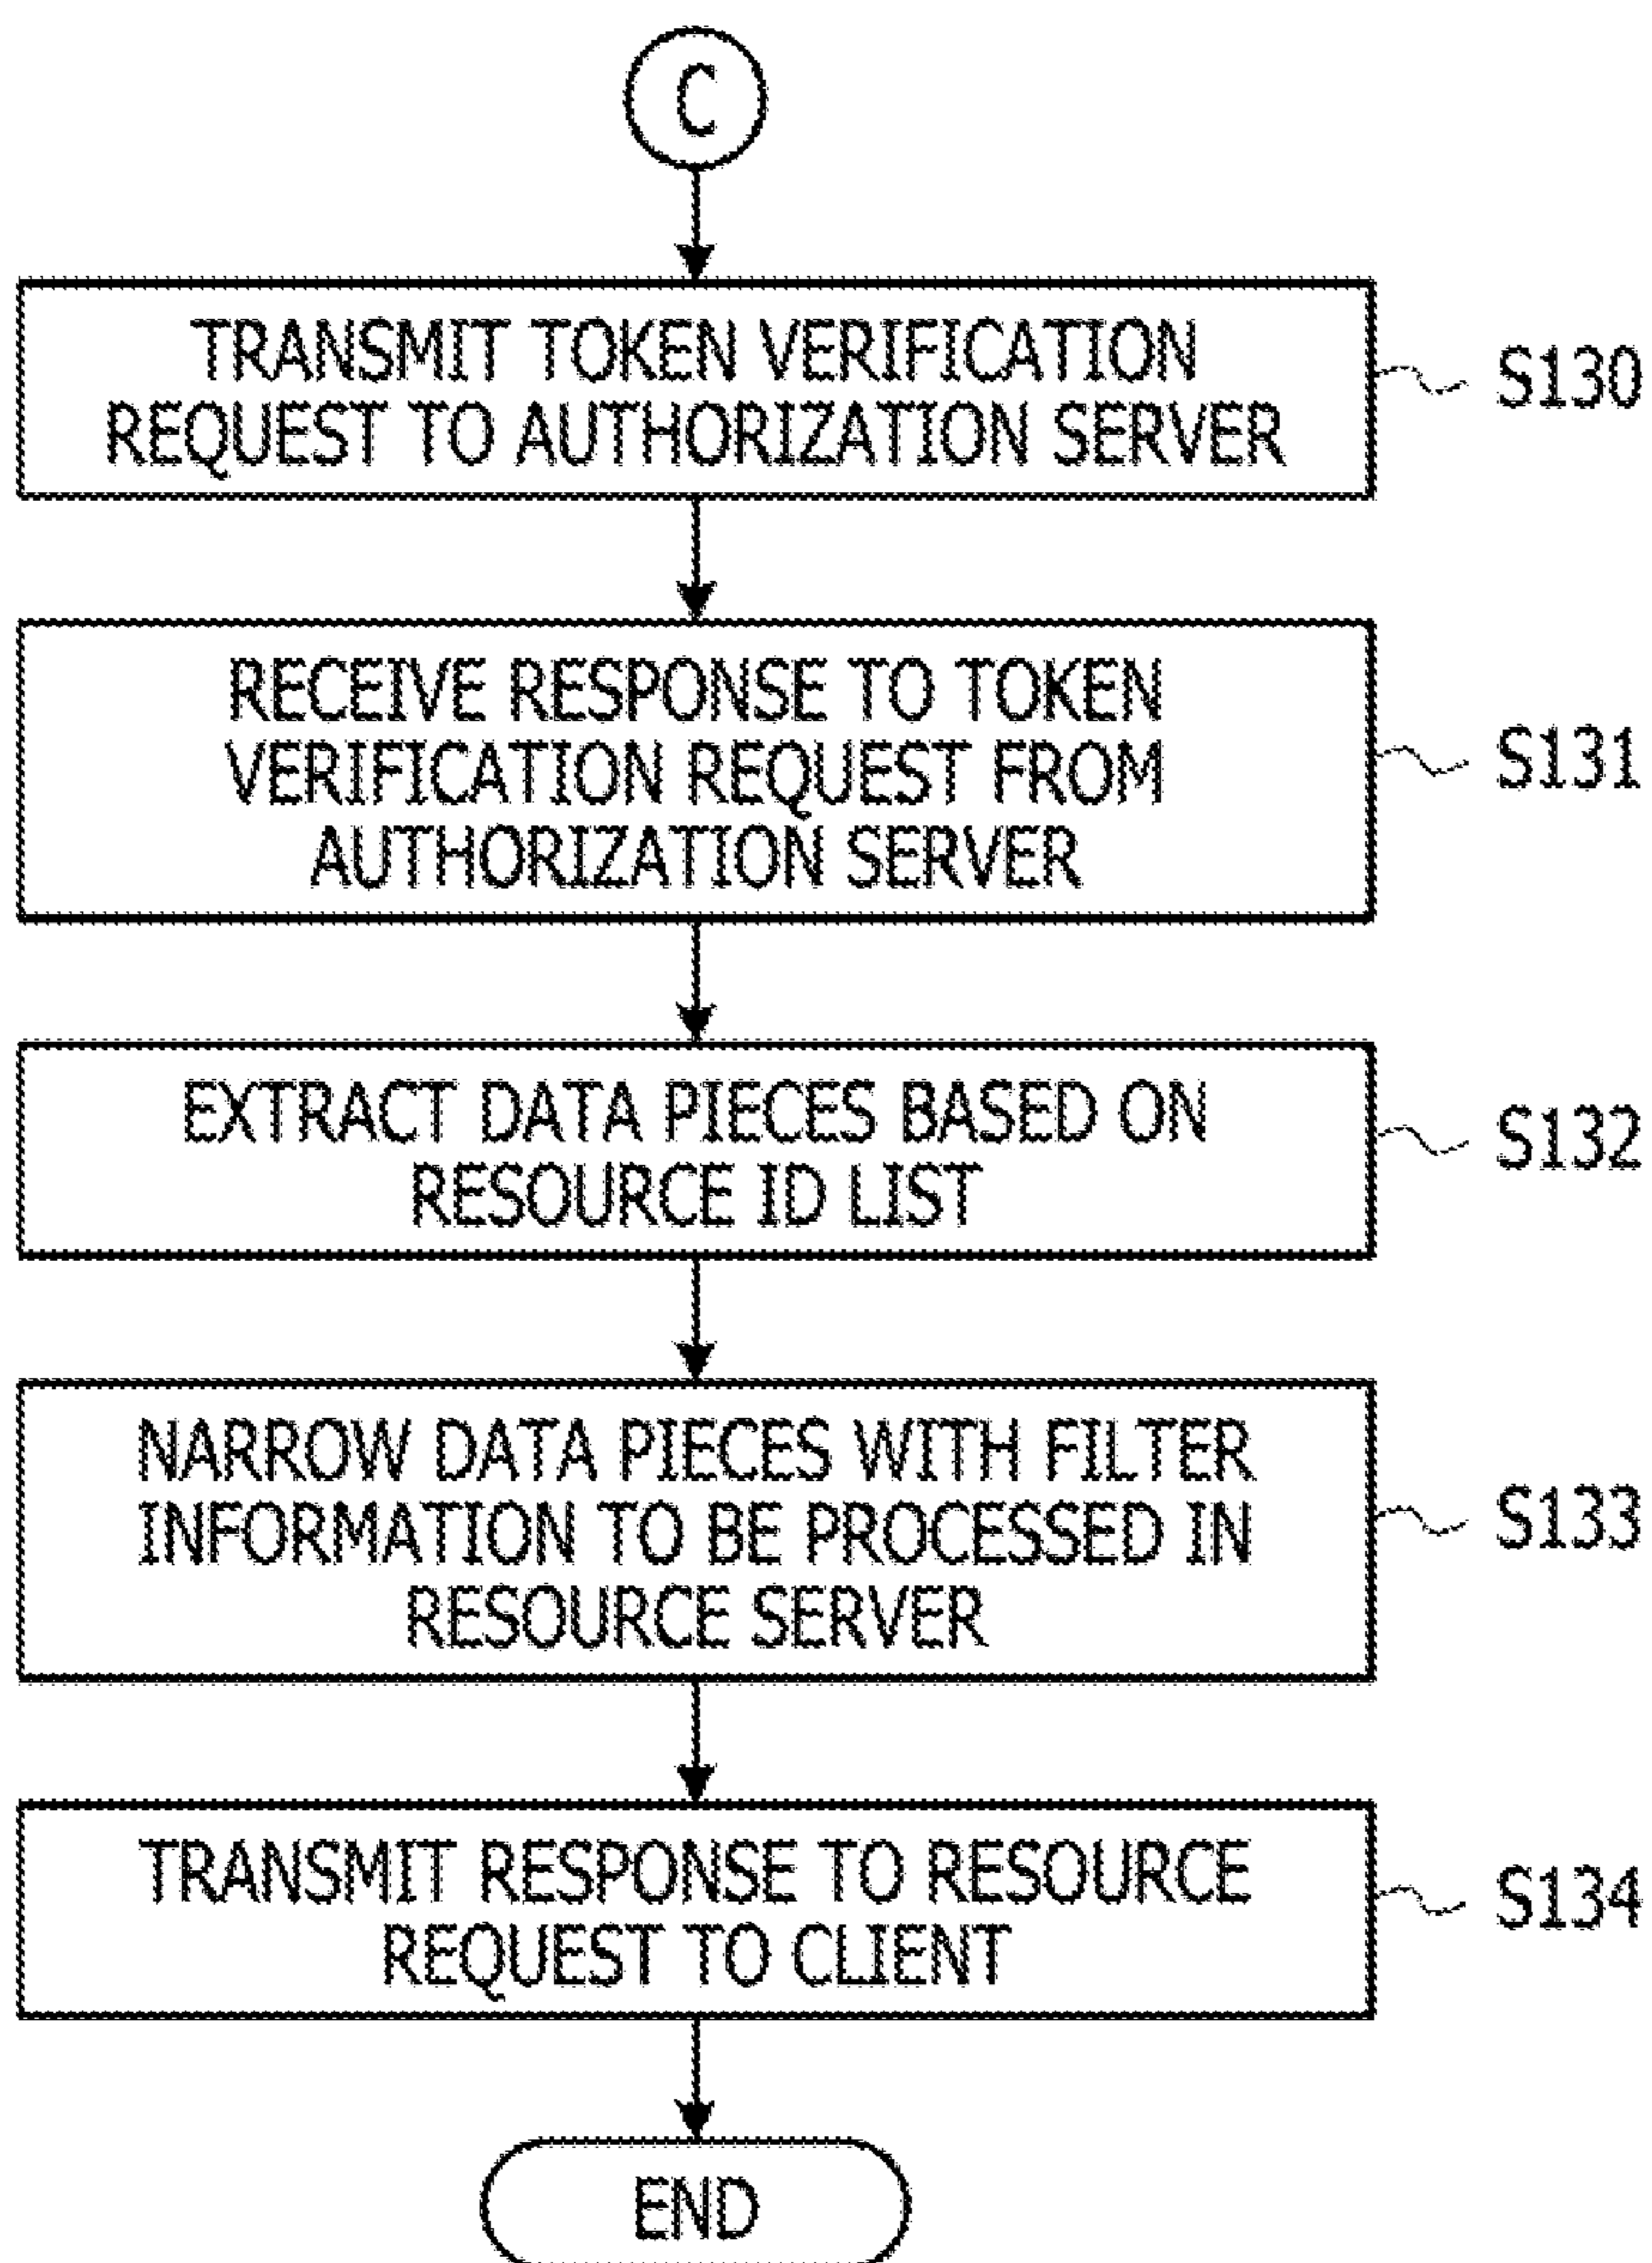 C
TRANSMIT TOKEN VERIFICATION
REQUEST TO AUTHORIZATION SERVER
S130
RECEIVE RESPONSE TO TOKEN
VERIFICATION REQUEST FROM
AUTHORIZATION SERVER
S131
EXTRACT DATA PIECES BASED ON
RESOURCE ID LIST
S132
NARROW DATA PIECES WITH FILTER
INFORMATION TO BE PROCESSED IN
RESOURCE SERVER
S133
TRANSMIT RESPONSE TO RESOURCE
REQUEST TO CLIENT
S134
END